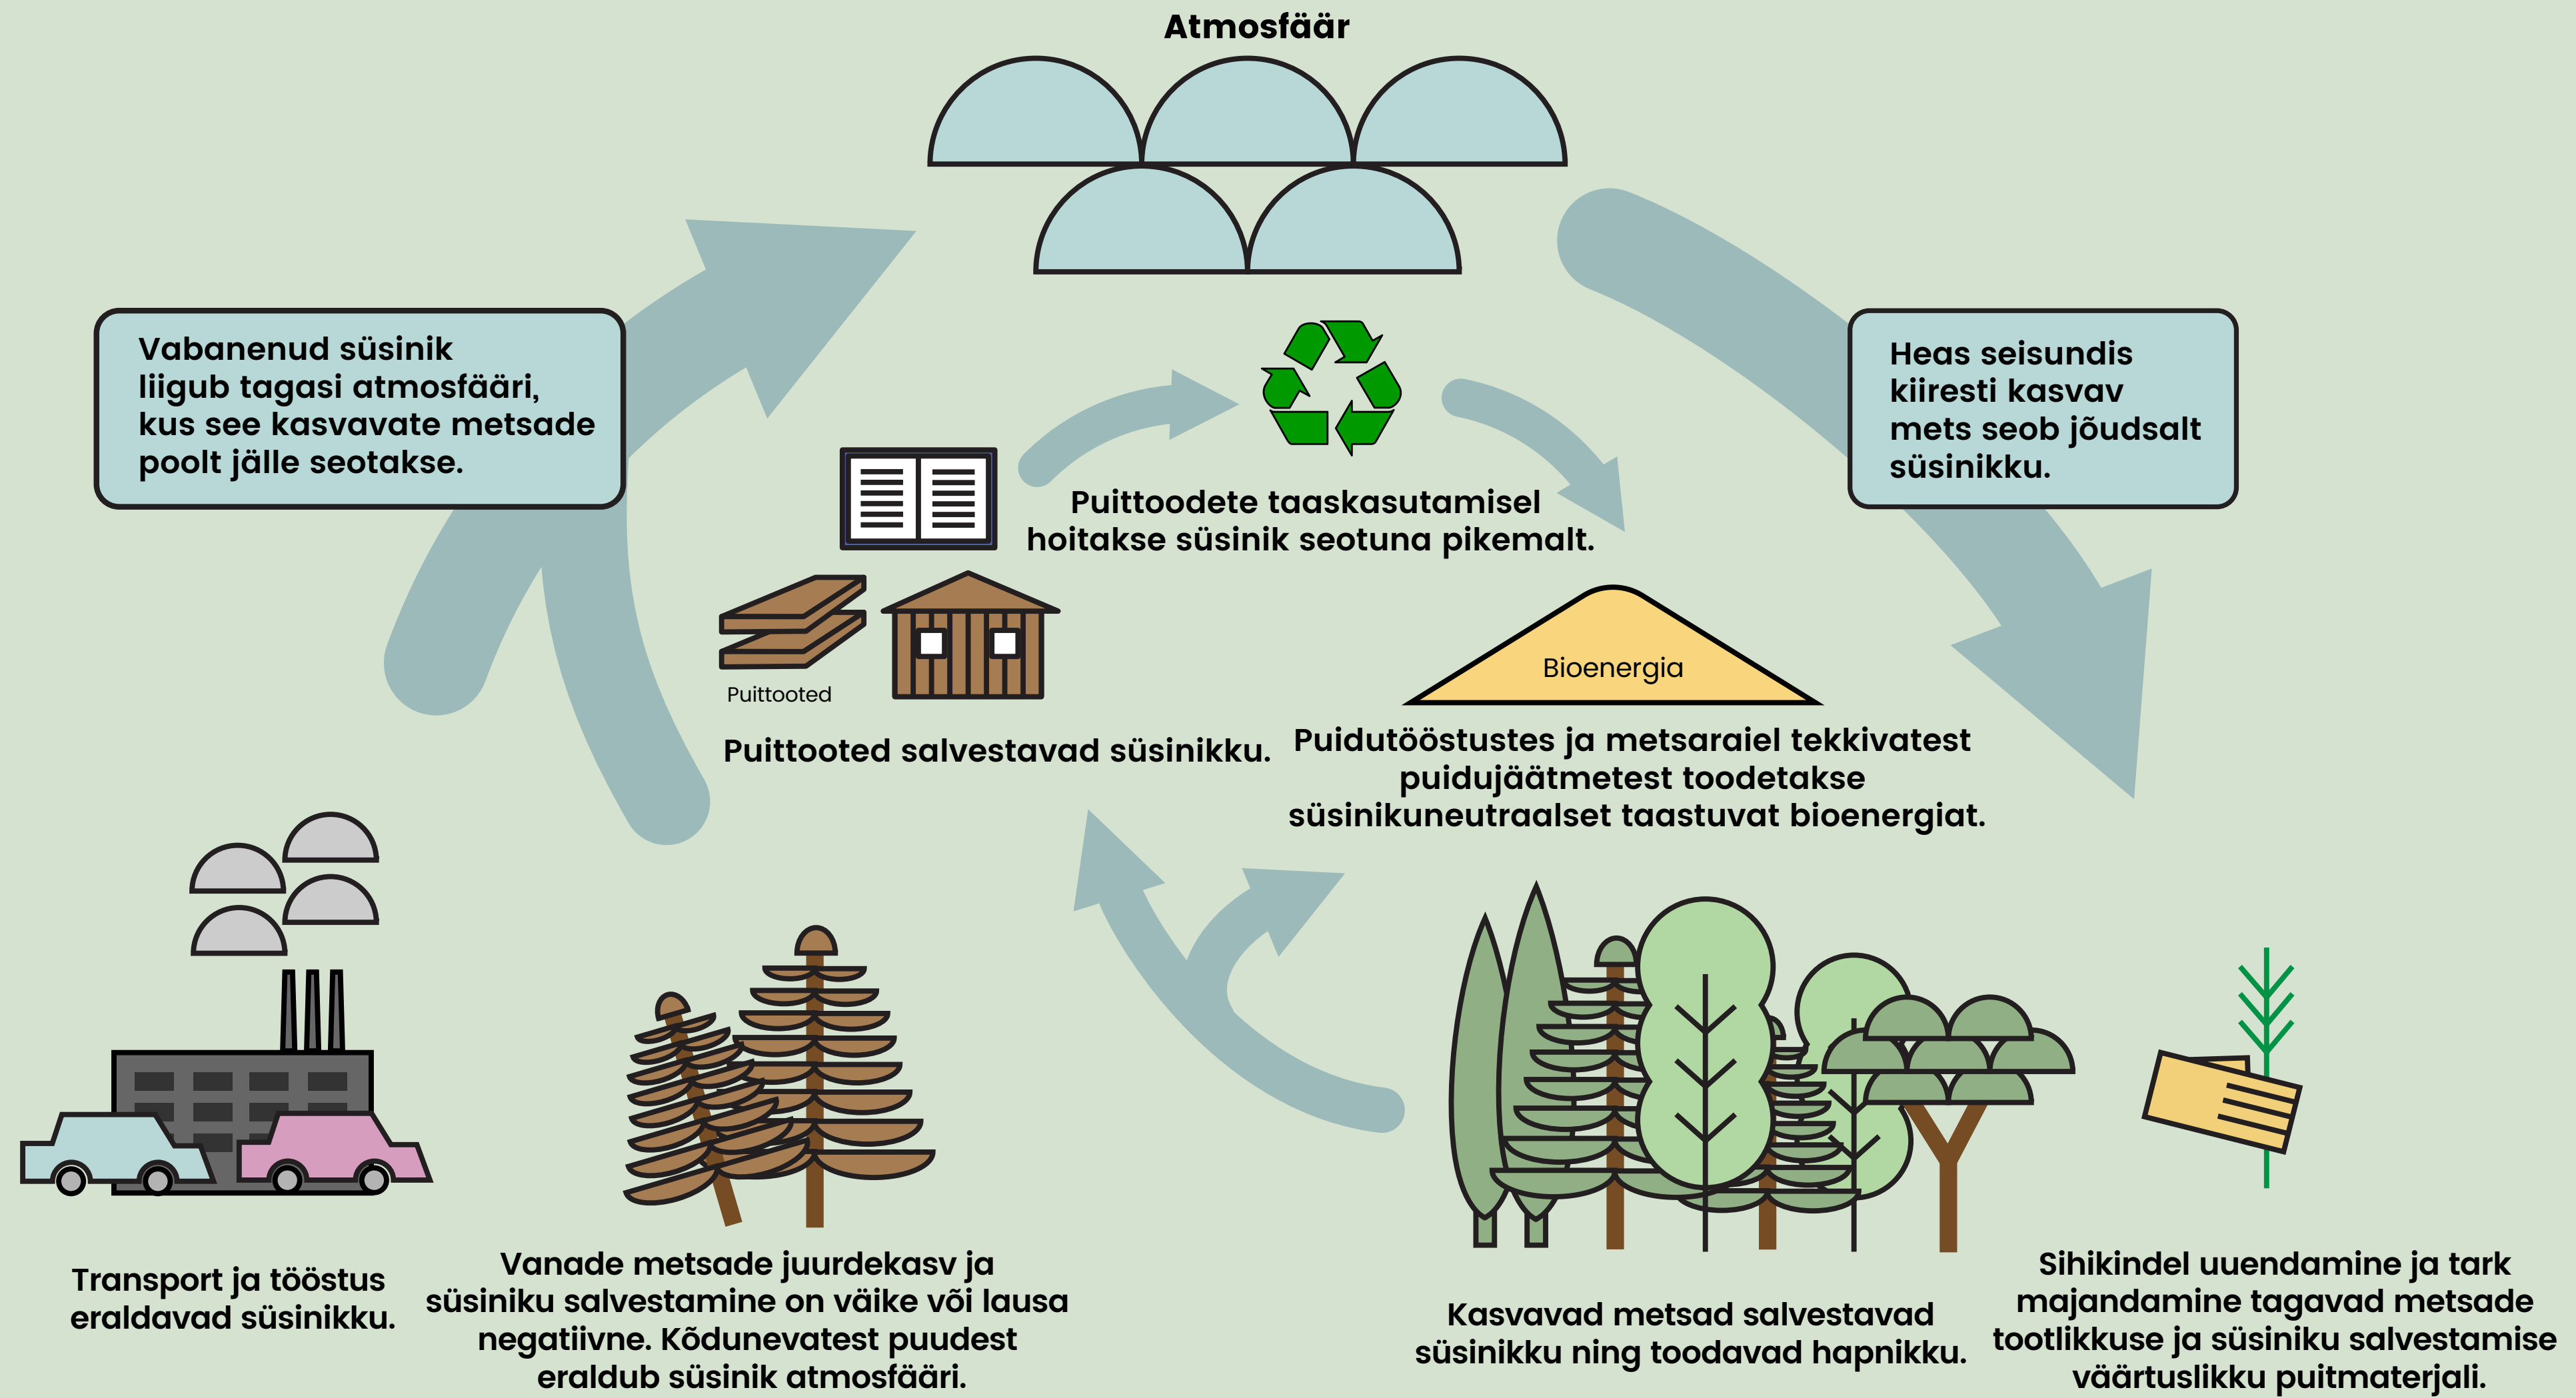 Atmosfäär
Vabanenud süsinik
liigub tagasi atmosfääri,
kus see kasvavate metsade
poolt jälle seotakse.
Heas seisundis
kiiresti kasvav
mets seob jõudsalt
süsinikku.
Puittoodete taaskasutamisel
hoitakse süsinik seotuna pikemalt.
Puittooted
Puittooted salvestavad süsinikku.
Bioenergia
Puidutööstustes ja metsaraiel tekkivatest
puidujäätmetest toodetakse
süsinikuneutraalset taastuvat bioenergiat.
Transport ja tööstus
eraldavad süsinikku.
Vanade metsade juurdekasv ja
süsiniku salvestamine on väike või lausa
negatiivne. Kõdunevatest puudest
eraldub süsinik atmosfääri.
Kasvavad metsad salvestavad
süsinikku ning toodavad hapnikku.
Sihikindel uuendamine ja tark
majandamine tagavad metsade
tootlikkuse ja süsiniku salvestamise
väärtuslikku puitmaterjali.